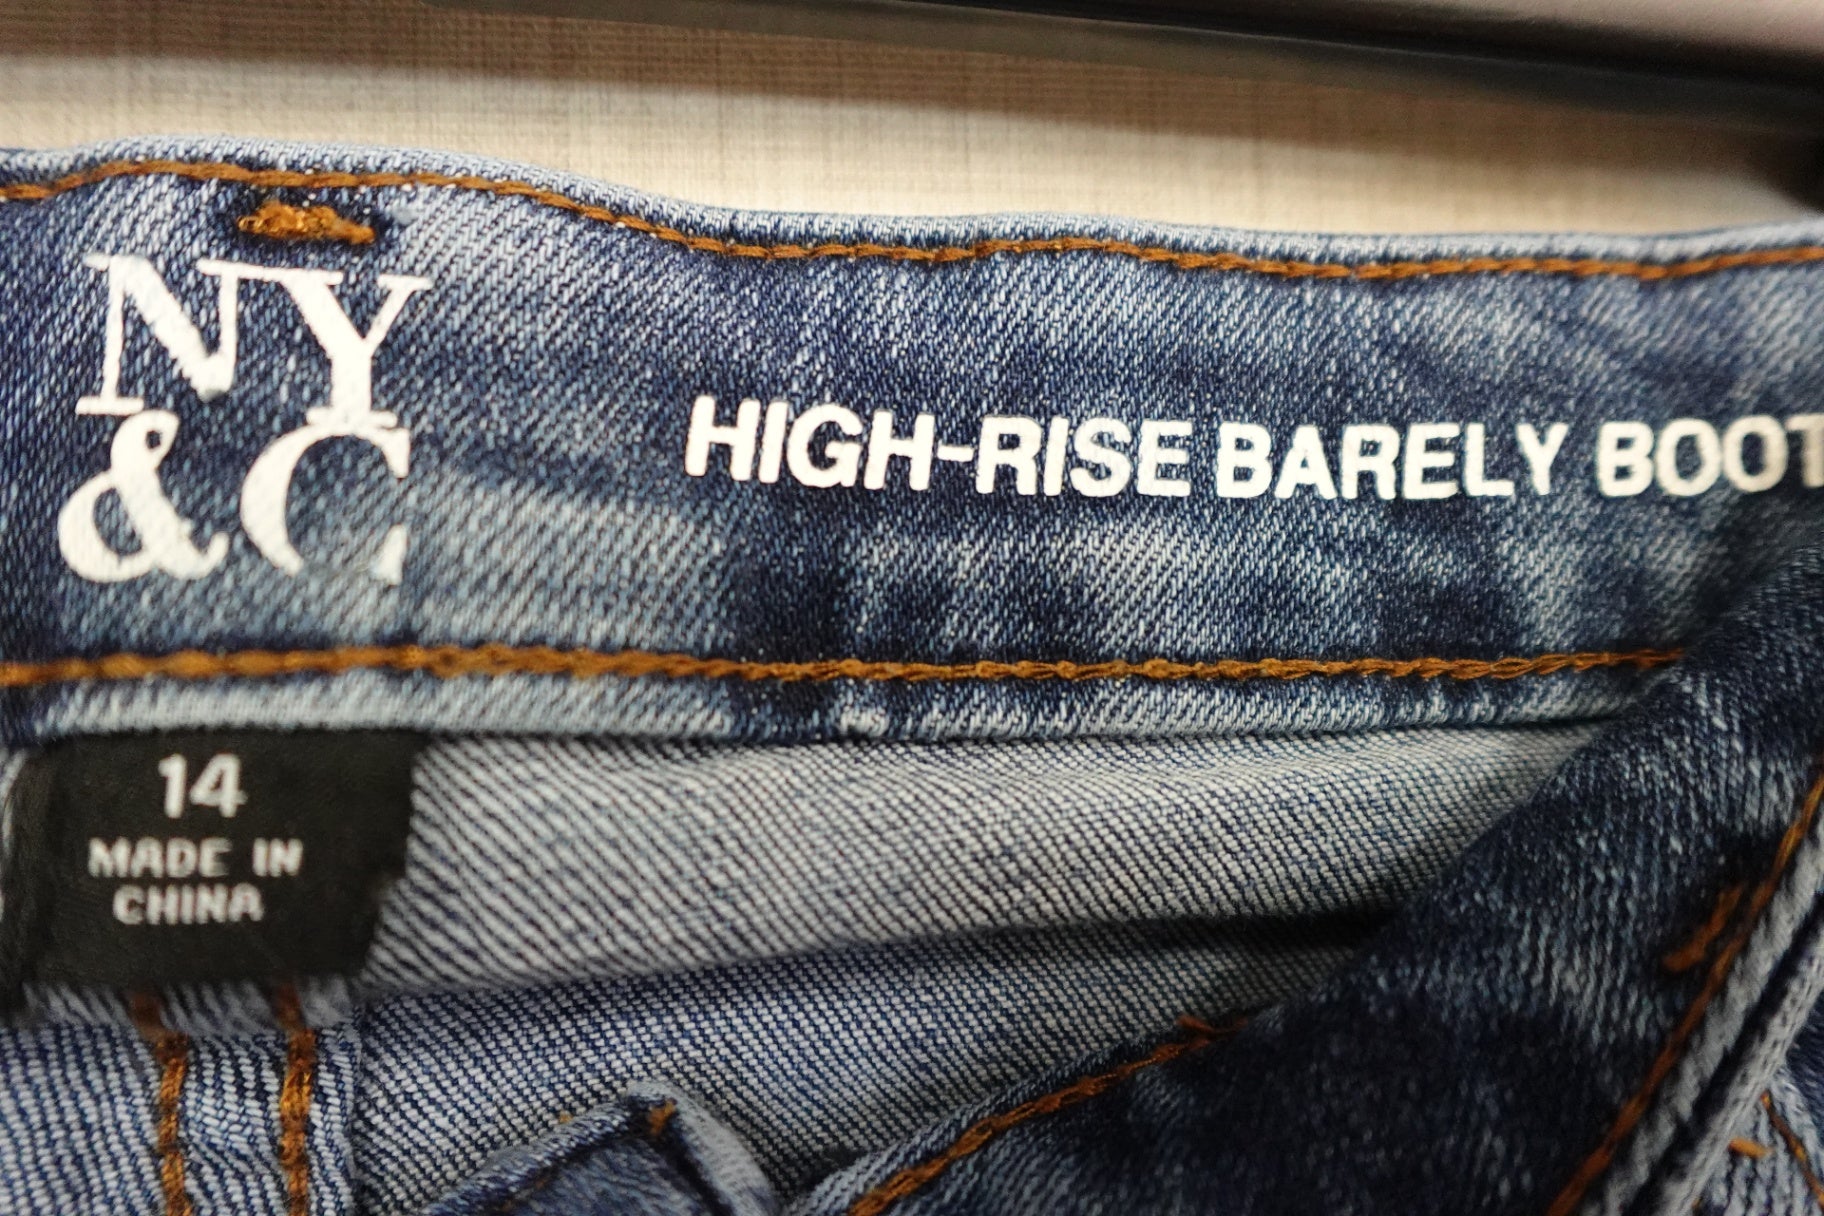 NY
&C
HIGH-RISE BARELY BOOT
14
MADE IN
CHINA